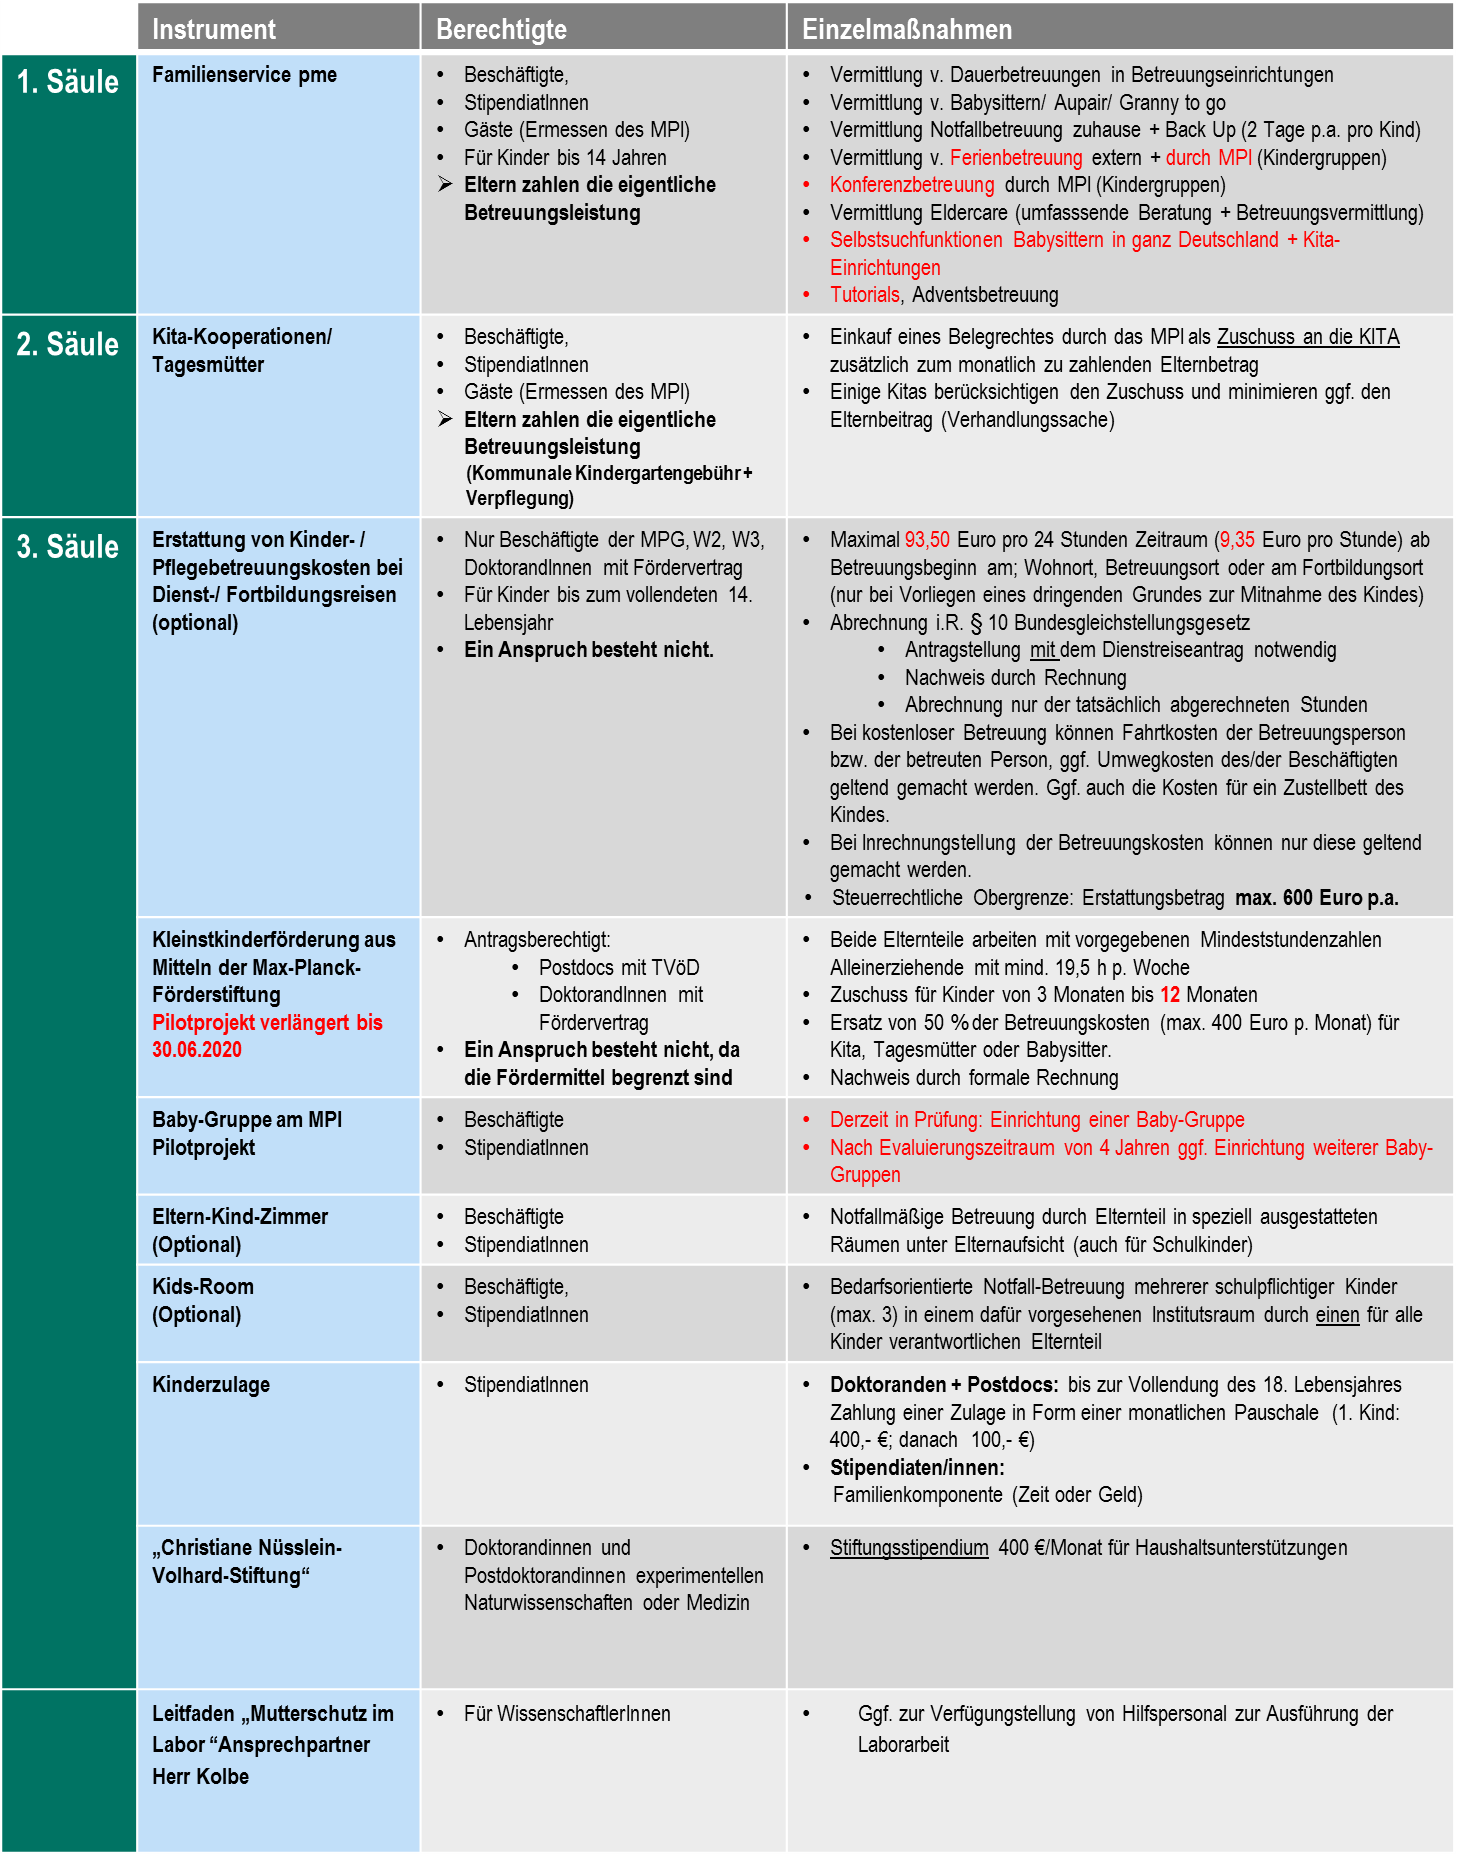 Instrument
Berechtigte
Einzelmaßnahmen
1. Säule
Familienservice pme
• Beschäftigte,
• StipendiatInnen
• Gäste (Ermessen des MPI)
• Für Kinder bis 14 Jahren
➢ Eltern zahlen die eigentliche
Betreuungsleistung
• Vermittlung v. Dauerbetreuungen in Betreuungseinrichtungen
• Vermittlung v. Babysittern/ Aupair/ Granny to go
• Vermittlung Notfallbetreuung zuhause + Back Up (2 Tage p.a. pro Kind)
• Vermittlung v. Ferienbetreuung extern + durch MPI (Kindergruppen)
• Konferenzbetreuung durch MPI (Kindergruppen)
• Vermittlung Eldercare (umfasssende Beratung + Betreuungsvermittlung)
• Selbstsuchfunktionen Babysittern in ganz Deutschland + Kita-
Einrichtungen
• Tutorials, Adventsbetreuung
2. Säule
Kita-Kooperationen/
Tagesmütter
• Beschäftigte,
• StipendiatInnen
• Gäste (Ermessen des MPI)
➢ Eltern zahlen die eigentliche
Betreuungsleistung
(Kommunale Kindergartengebühr +
Verpflegung)
• Einkauf eines Belegrechtes durch das MPI als Zuschuss an die KITA
zusätzlich zum monatlich zu zahlenden Elternbetrag
• Einige Kitas berücksichtigen den Zuschuss und minimieren ggf. den
Elternbeitrag (Verhandlungssache)
3. Säule
Erstattung von Kinder- /
Pflegebetreuungskosten bei
Dienst-/ Fortbildungsreisen
(optional)
• Nur Beschäftigte der MPG, W2, W3,
DoktorandInnen mit Fördervertrag
• Für Kinder bis zum vollendeten 14.
Lebensjahr
• Ein Anspruch besteht nicht.
• Maximal 93,50 Euro pro 24 Stunden Zeitraum (9,35 Euro pro Stunde) ab
Betreuungsbeginn am; Wohnort, Betreuungsort oder am Fortbildungsort
(nur bei Vorliegen eines dringenden Grundes zur Mitnahme des Kindes)
• Abrechnung i.R. § 10 Bundesgleichstellungsgesetz
• Antragstellung mit dem Dienstreiseantrag notwendig
• Nachweis durch Rechnung
• Abrechnung nur der tatsächlich abgerechneten Stunden
• Bei kostenloser Betreuung können Fahrtkosten der Betreuungsperson
bzw. der betreuten Person, ggf. Umwegkosten des/der Beschäftigten
geltend gemacht werden. Ggf. auch die Kosten für ein Zustellbett des
Kindes.
• Bei Inrechnungstellung der Betreuungskosten können nur diese geltend
gemacht werden.
• Steuerrechtliche Obergrenze: Erstattungsbetrag max. 600 Euro p.a.
Kleinstkinderförderung aus
Mitteln der Max-Planck-
Förderstiftung
Pilotprojekt verlängert bis
30.06.2020
• Antragsberechtigt:
• Postdocs mit TVöD
• DoktorandInnen mit
Fördervertrag
• Ein Anspruch besteht nicht, da
die Fördermittel begrenzt sind
• Beide Elternteile arbeiten mit vorgegebenen Mindeststundenzahlen
Alleinerziehende mit mind. 19,5 h p. Woche
• Zuschuss für Kinder von 3 Monaten bis 12 Monaten
• Ersatz von 50 % der Betreuungskosten (max. 400 Euro p. Monat) für
Kita, Tagesmütter oder Babysitter.
• Nachweis durch formale Rechnung
Baby-Gruppe am MPI
Pilotprojekt
• Beschäftigte
• StipendiatInnen
• Derzeit in Prüfung: Einrichtung einer Baby-Gruppe
• Nach Evaluierungszeitraum von 4 Jahren ggf. Einrichtung weiterer Baby-
Gruppen
Eltern-Kind-Zimmer
(Optional)
• Beschäftigte
• StipendiatInnen
• Notfallmäßige Betreuung durch Elternteil in speziell ausgestatteten
Räumen unter Elternaufsicht (auch für Schulkinder)
Kids-Room
(Optional)
• Beschäftigte,
• StipendiatInnen
• Bedarfsorientierte Notfall-Betreuung mehrerer schulpflichtiger Kinder
(max. 3) in einem dafür vorgesehenen Institutsraum durch einen für alle
Kinder verantwortlichen Elternteil
Kinderzulage
• StipendiatInnen
• Doktoranden + Postdocs: bis zur Vollendung des 18. Lebensjahres
Zahlung einer Zulage in Form einer monatlichen Pauschale (1. Kind:
400,- €; danach 100,- €)
• Stipendiaten/innen:
Familienkomponente (Zeit oder Geld)
„Christiane Nüsslein-
Volhard-Stiftung“
• Doktorandinnen und
Postdoktorandinnen experimentellen
Naturwissenschaften oder Medizin
• Stiftungsstipendium 400 €/Monat für Haushaltsunterstützungen
Leitfaden „Mutterschutz im
Labor “Ansprechpartner
Herr Kolbe
• Für WissenschaftlerInnen
• Ggf. zur Verfügungstellung von Hilfspersonal zur Ausführung der
Laborarbeit